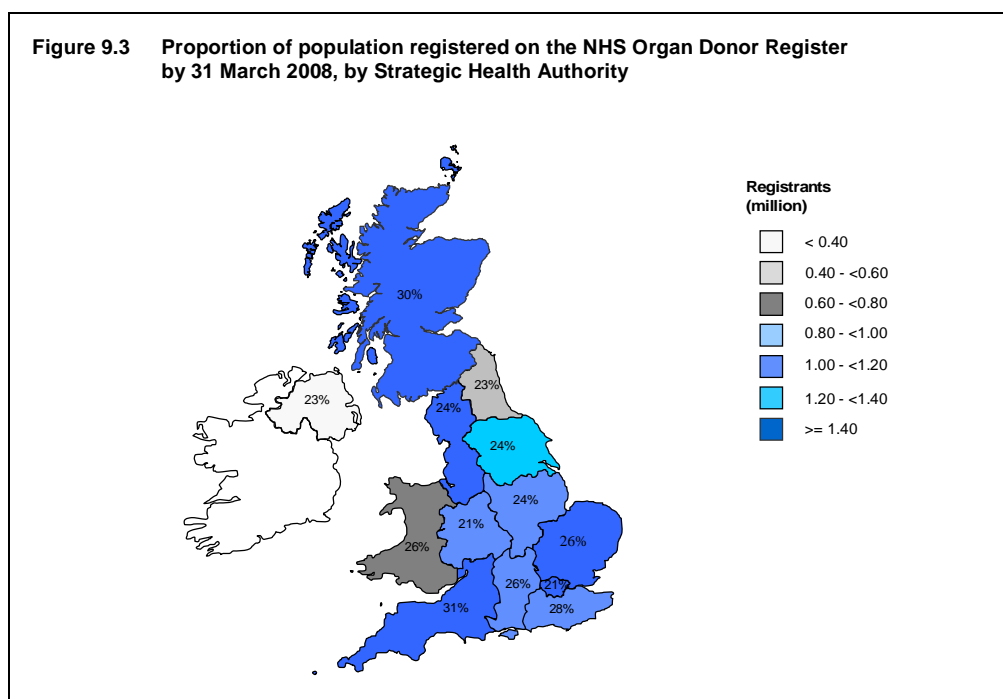 Figure 9.3 Proportion of population registered on the NHS Organ Donor Register
by 31 March 2008, by Strategic Health Authority
Registrants
(million)
< 0.40
0.40 - <0.60
0.60 - <0.80
0.80 - <1.00
1.00 - <1.20
1.20 - <1.40
>= 1.40
30%
23%
23%
24%
24%
24%
21%
26%
26%
26%
21%
31%
28%